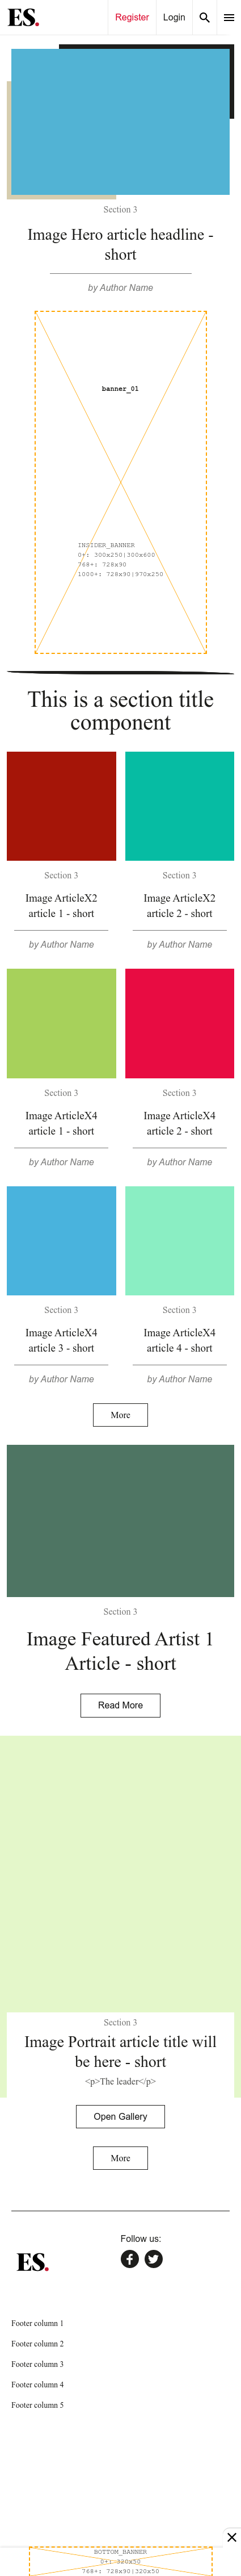 ES.
Register
Login
Section 3
Image Hero article headline -
short
by Author Name
banner_01
INSIDER_BANNER
0+: 300x250|300x600
768+: 728x90
1000+: 728x90|970x250
This is a section title
component
Section 3
Image ArticleX2
article 1 - short
by Author Name
Section 3
Image ArticleX2
article 2 - short
by Author Name
Section 3
Image ArticleX4
article 1 - short
by Author Name
Section 3
Image ArticleX4
article 2 - short
by Author Name
Section 3
Image ArticleX4
article 3 - short
by Author Name
Section 3
Image ArticleX4
article 4 - short
by Author Name
More
Section 3
Image Featured Artist 1
Article - short
Read More
Section 3
Image Portrait article title will
be here - short
<p>The leader</p>
Open Gallery
More
ES.
Follow us:
Footer column 1
Footer column 2
Footer column 3
Footer column 4
Footer column 5
BOTTOM_BANNER
0+: 320x50
768+: 728x90|320x50